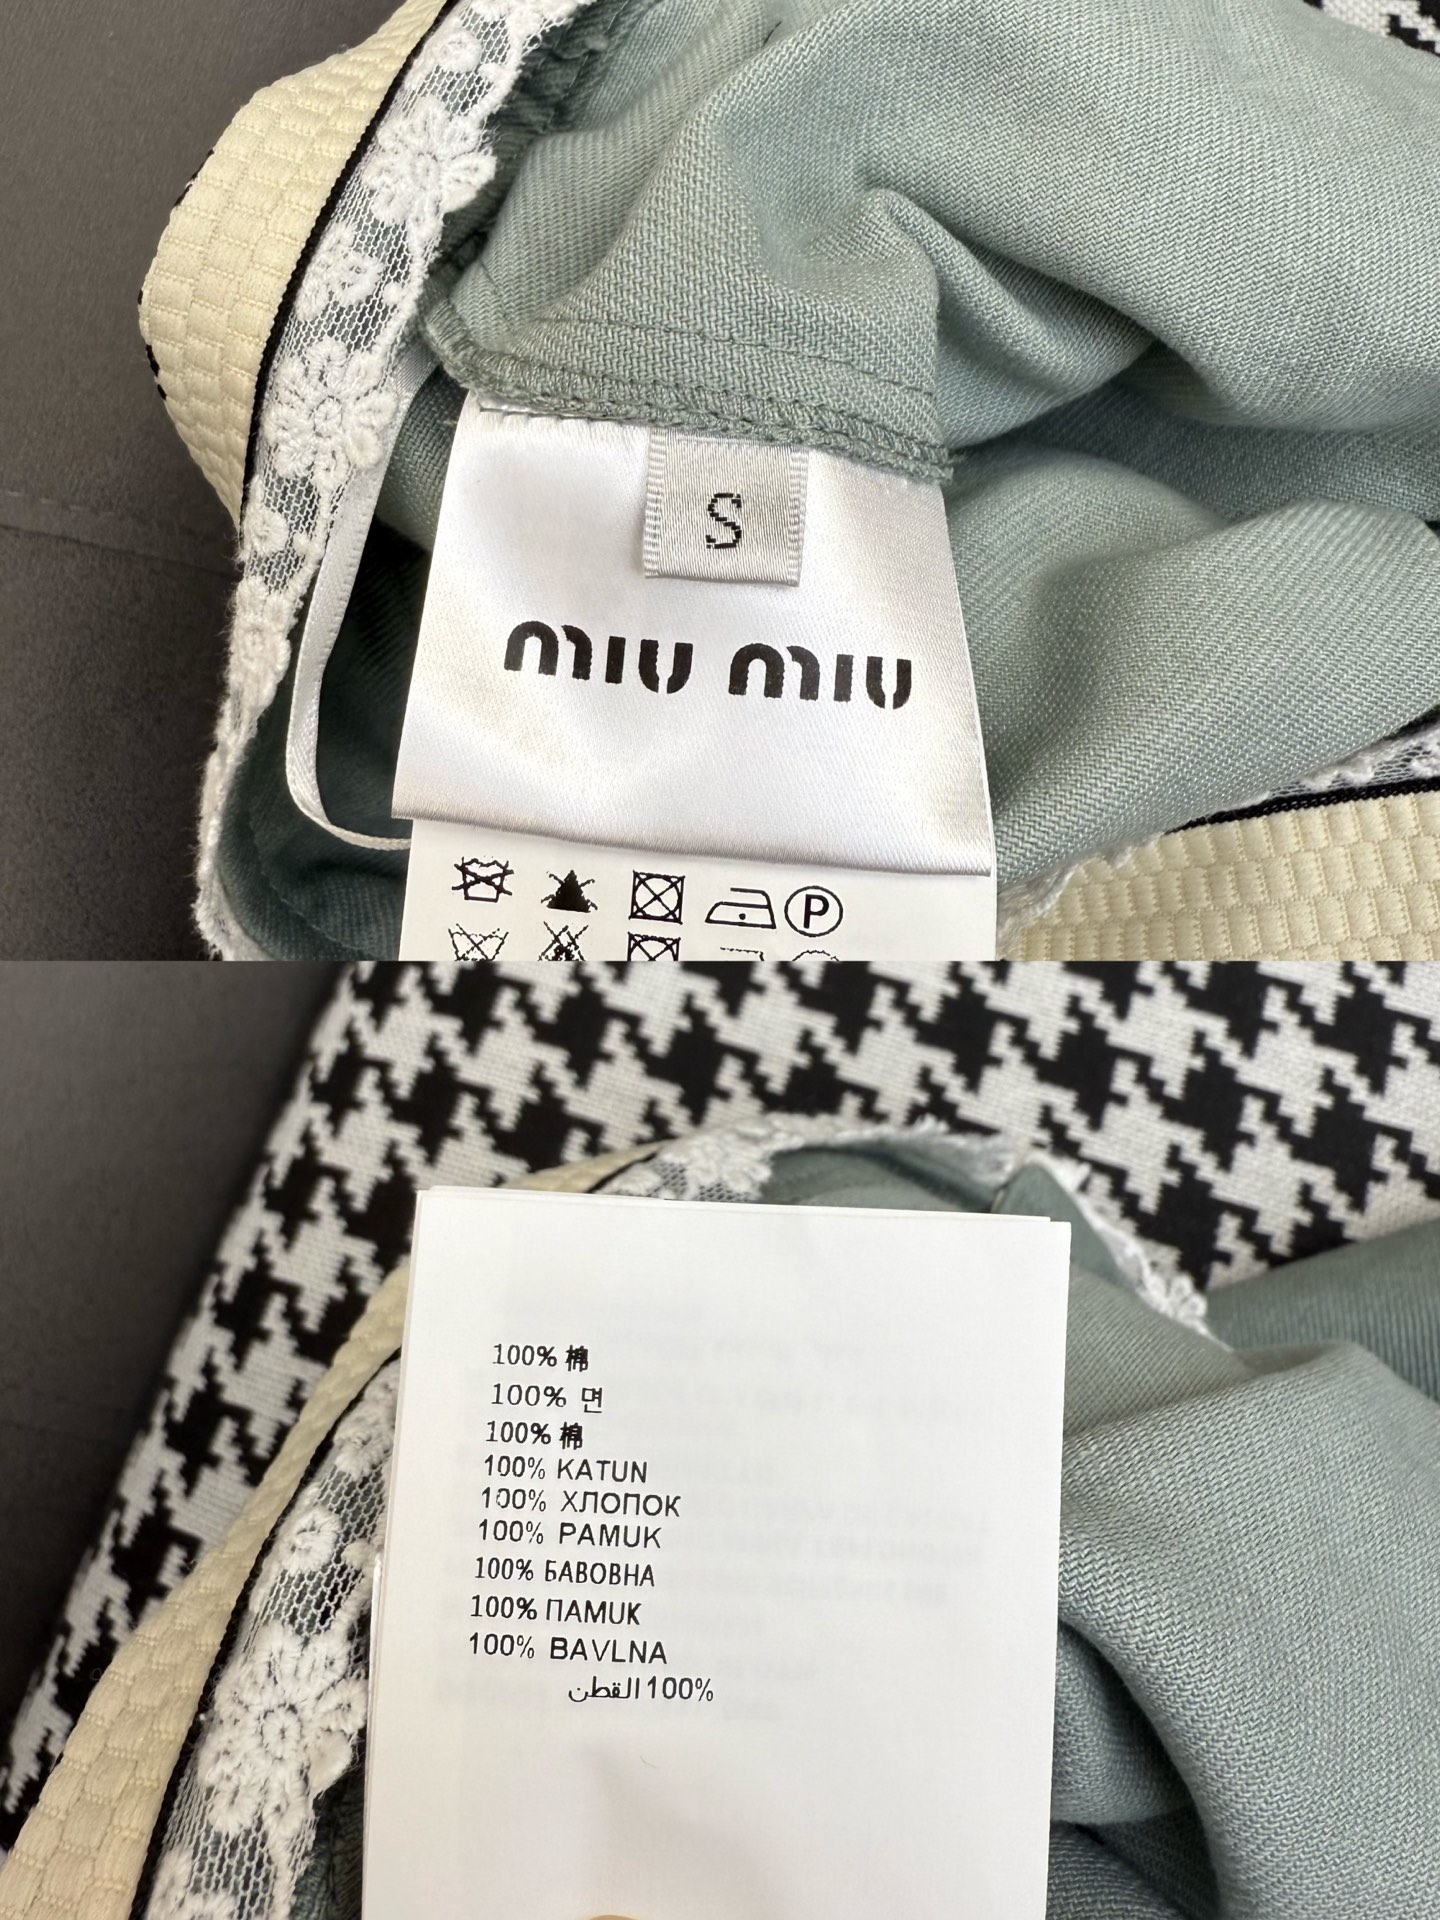 S
miu miu
P
100% 棉
100% 면
100% 棉
100% KATUN
100% ХЛОПОК
100% PAMUK
100% БАВОВНА
100% ПАМUК
100% BAVLNA
100% القطن